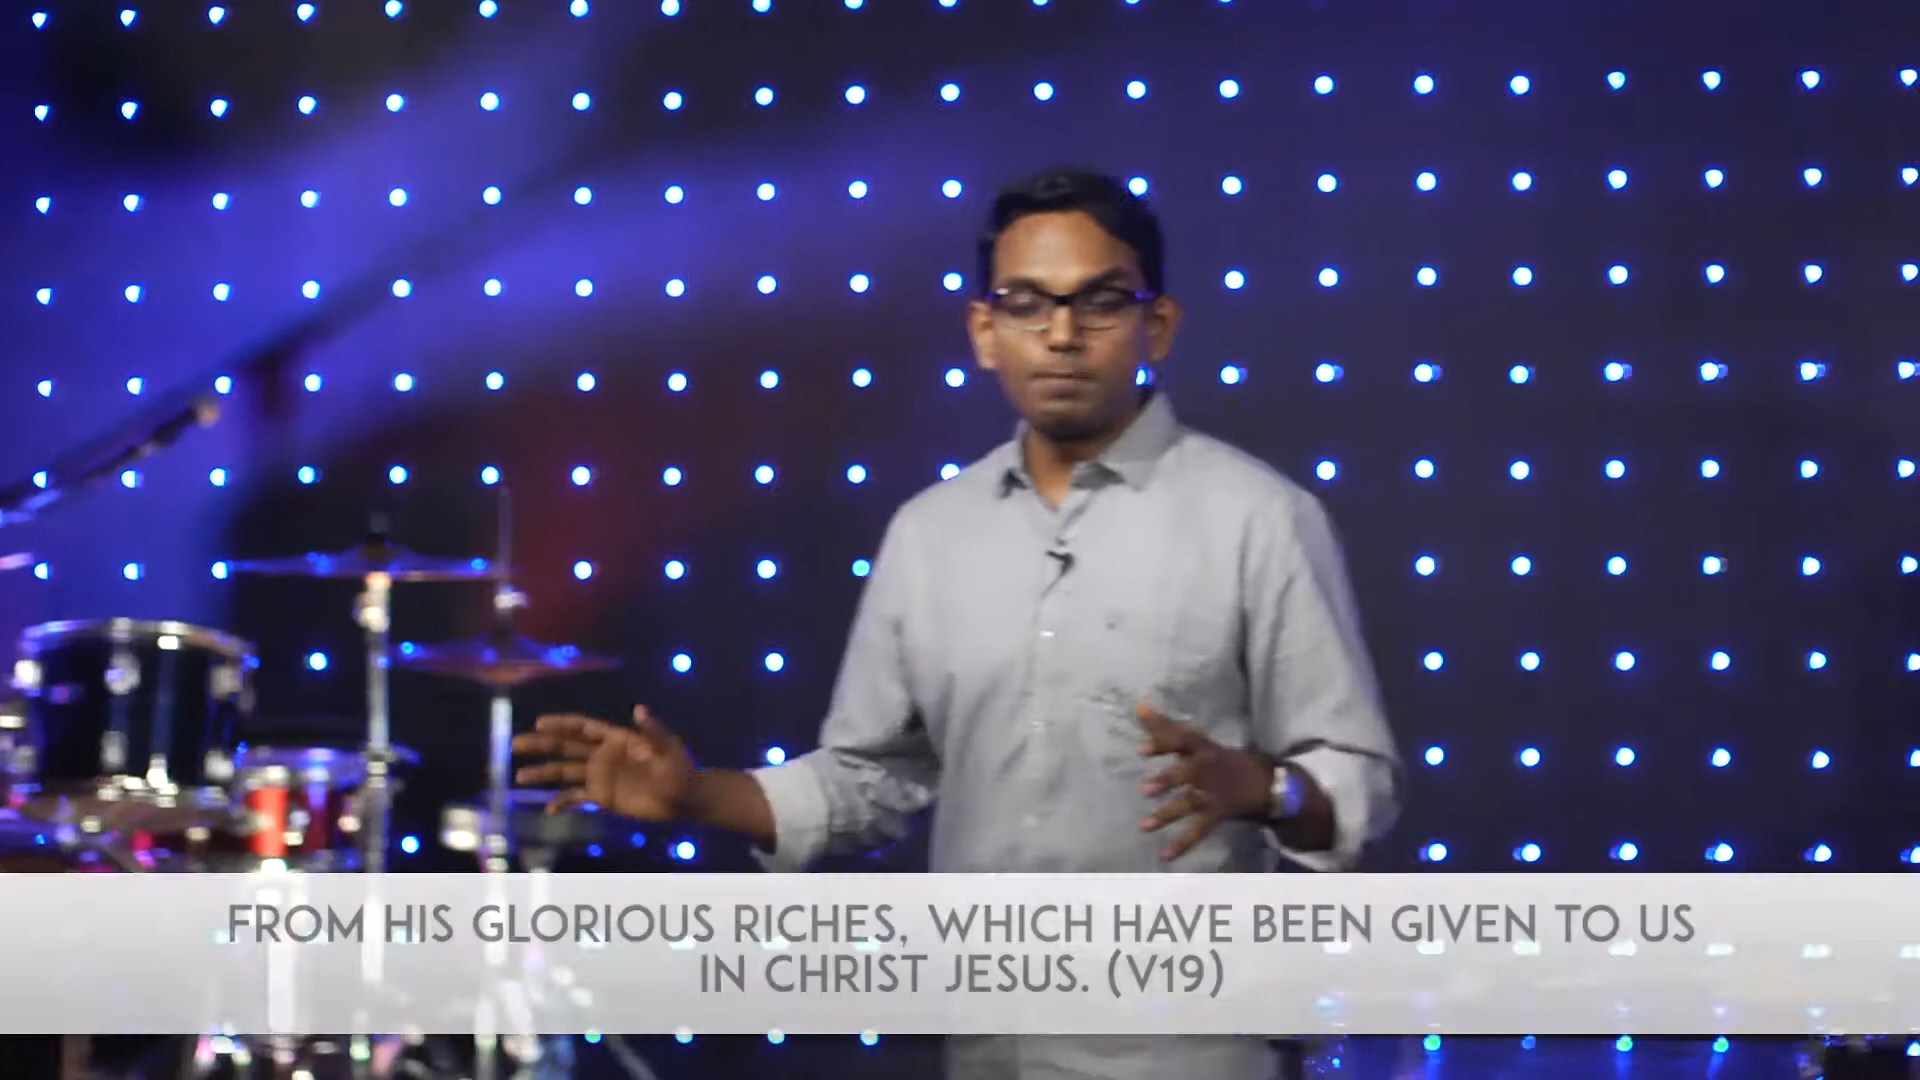 FROM HIS GLORIOUS RICHES, WHICH HAVE BEEN GIVEN TO US
IN CHRIST JESUS. (V19)